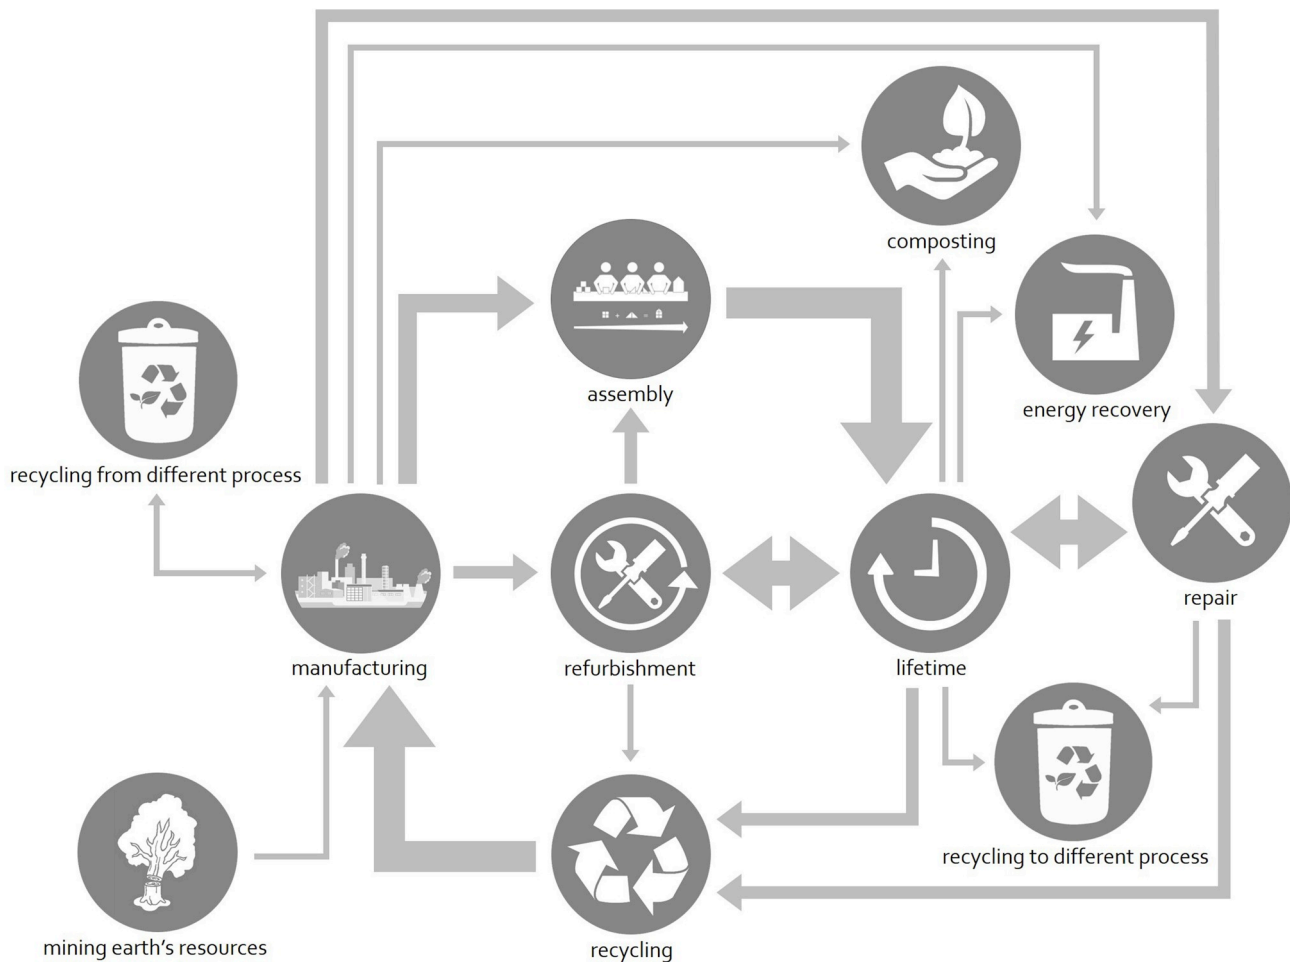 composting
assembly
energy recovery
recycling from different process
repair
manufacturing
refurbishment
lifetime
recycling to different process
mining earth's resources
recycling